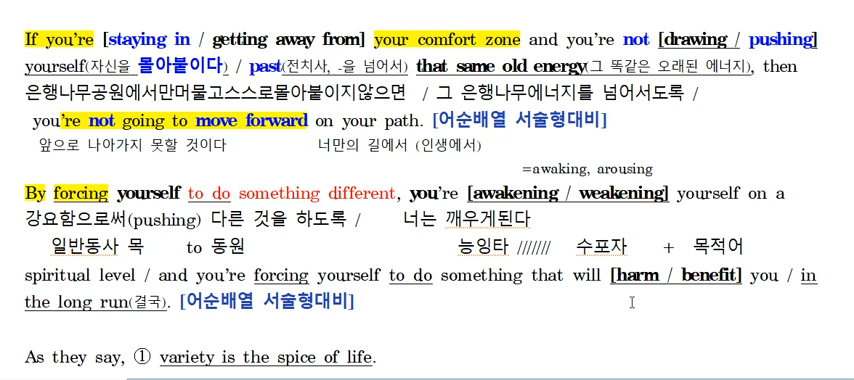 If you're [staying in / getting away from] your comfort zone and you're not [drawing / pushing]
yourself(자신을 몰아붙이다) / past(전치사, -을 넘어서) that same old energy(그 똑같은 오래된 에너지), then
은행나무공원에서만머물고스스로몰아붙이지않으면 / 그 은행나무에너지를 넘어서도록 /
you're not going to move forward on your path. [어순배열 서술형대비]
앞으로 나아가지 못할 것이다 너만의 길에서 (인생에서)
=awaking, arousing
By forcing yourself to do something different, you're [awakening / weakening] yourself on a
강요함으로써(pushing) 다른 것을 하도록 / 너는 깨우게된다
일반동사 목 to 동원 능잉타 /////// 수포자 + 목적어
spiritual level / and you're forcing yourself to do something that will [harm / benefit] you / in
the long run(결국). [어순배열 서술형대비]
As they say, ① variety is the spice of life.